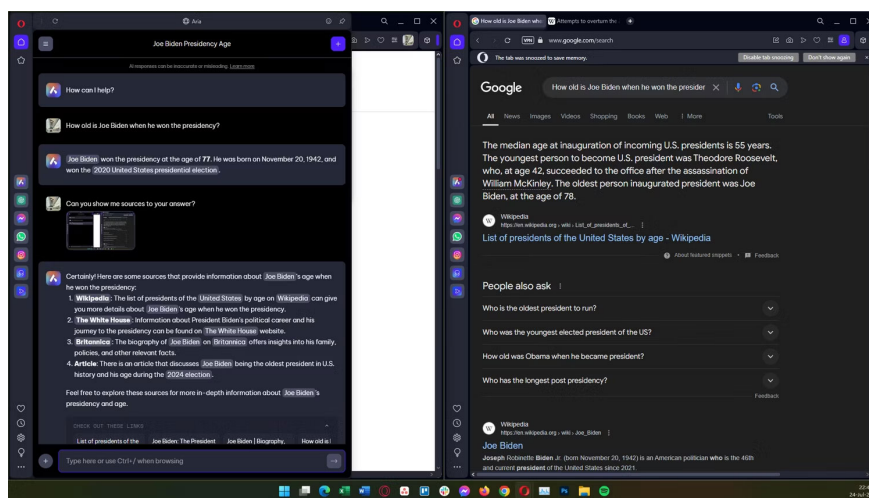 Aria
Joe Biden Presidency Age
AI responses can be inaccurate or misleading. Learn more
How can I help?
How old is Joe Biden when he won the presidency?
Joe Biden won the presidency at the age of 77. He was born on November 20, 1942, and
won the 2020 United States presidential election.
Can you show me sources to your answer?
Certainly! Here are some sources that provide information about Joe Biden's age when
he won the presidency:
1. Wikipedia: The list of presidents of the United States by age on Wikipedia can give
you more details about Joe Biden's age when he won the presidency.
2. The White House: Information about President Biden's political career and his
journey to the presidency can be found on The White House website.
3. Britannica: The biography of Joe Biden on Britannica offers insights into his family,
policies, and other relevant facts.
4. Article: There is an article that discusses Joe Biden being the oldest president in U.S.
history and his age during the 2024 election.
Feel free to explore these sources for more in-depth information about Joe Biden's
presidency and age.
CHECK OUT THESE LINKS
List of presidents of the
Joe Biden: The President
Joe Biden | Biography,
How old is
Type here or use Ctrl+/ when browsing
How old is Joe Biden whe
Attempts to overturn the
VPN
www.google.com/search
The tab was snoozed to save memory.
Disable tab snoozing
Don't show again
Google
How old is Joe Biden when he won the presider
All
News
Images
Videos
Shopping
Books
Web
More
Tools
The median age at inauguration of incoming U.S. presidents is 55 years.
The youngest person to become U.S. president was Theodore Roosevelt,
who, at age 42, succeeded to the office after the assassination of
William McKinley. The oldest person inaugurated president was Joe
Biden, at the age of 78.
Wikipedia
https://en.wikipedia.org › wiki › List_of_presidents_of_...
List of presidents of the United States by age - Wikipedia
About featured snippets
Feedback
People also ask
Who is the oldest president to run?
Who was the youngest elected president of the US?
How old was Obama when he became president?
Who has the longest post presidency?
Feedback
Wikipedia
https://en.wikipedia.org › wiki › Joe_Biden
Joe Biden
Joseph Robinette Biden Jr. (born November 20, 1942) is an American politician who is the 46th
and current president of the United States since 2021.